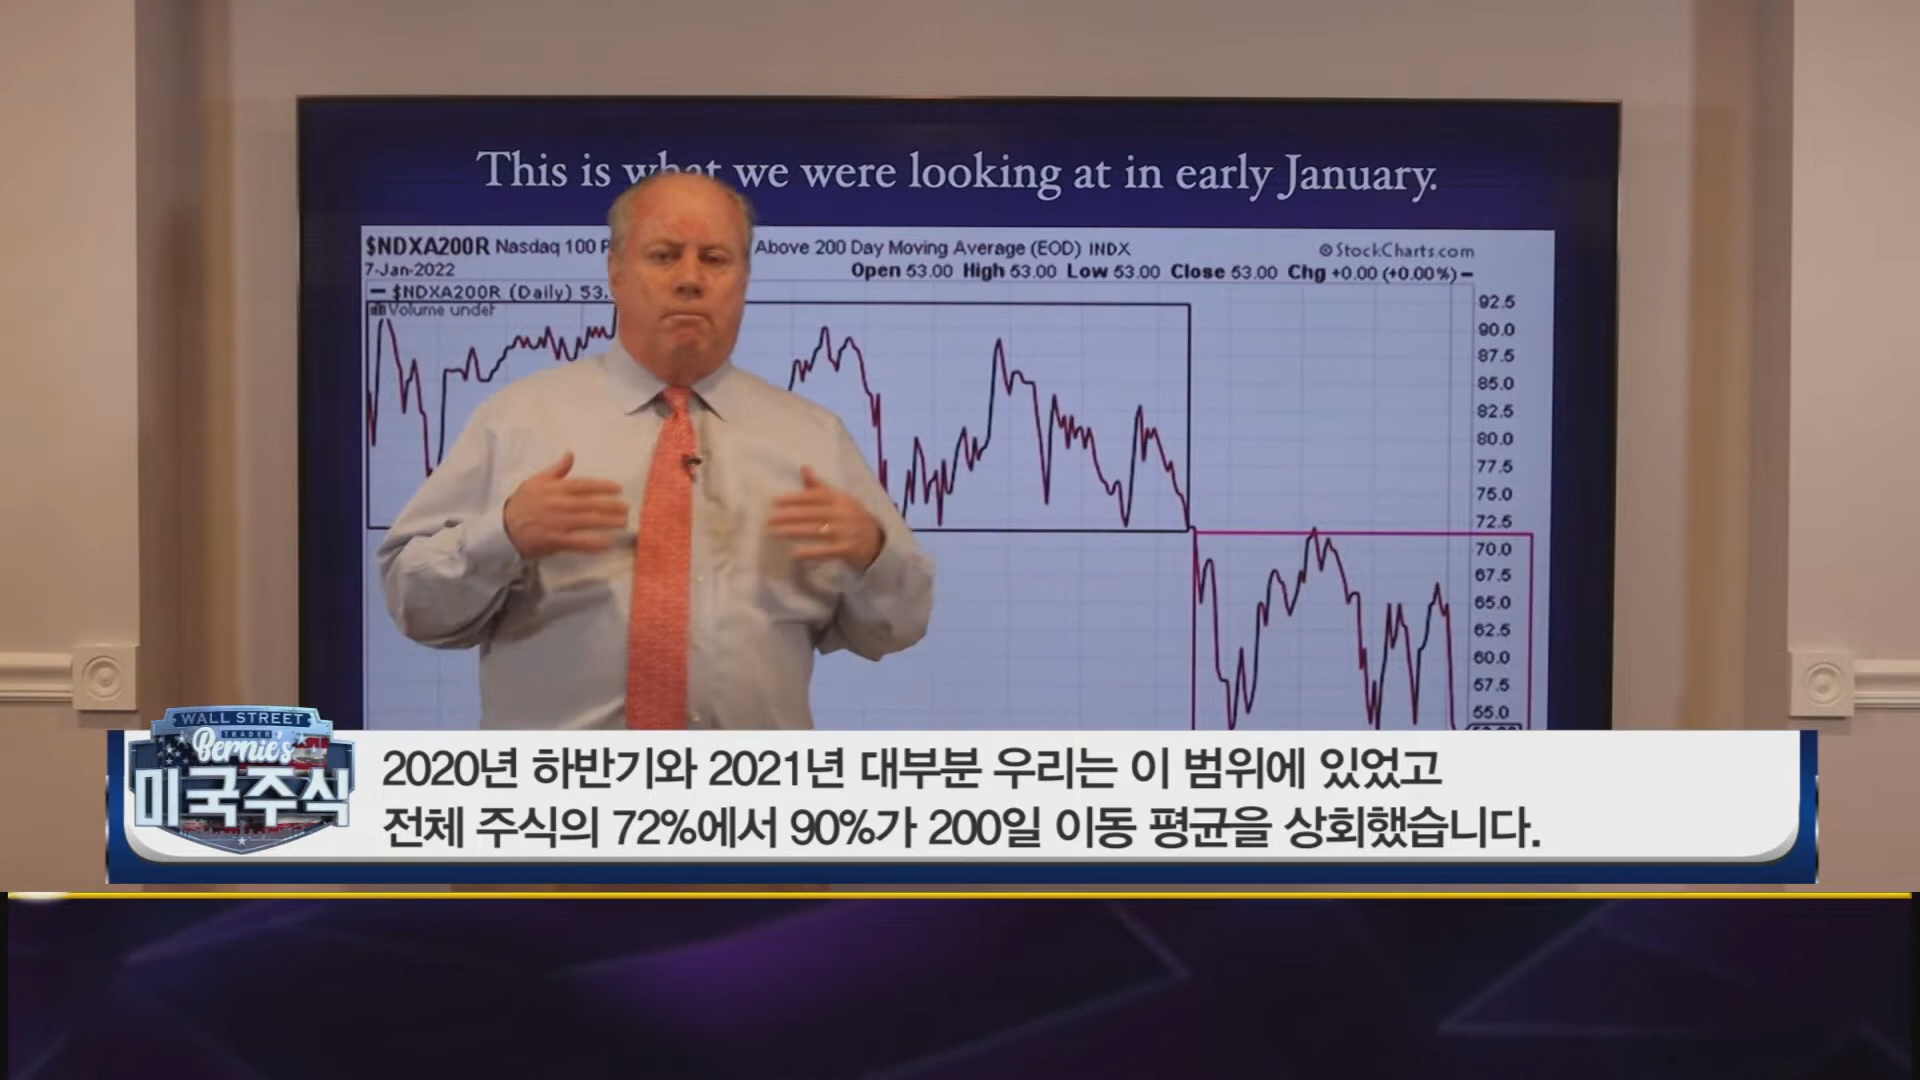 This is what we were looking at in early January.
$NDXA200R Nasdaq 100 Above 200 Day Moving Average (EOD) INDX
© StockCharts.com
7-Jan-2022
Open 53.00 High 53.00 Low 53.00 Close 53.00 Chg +0.00 (+0.00%)
$NDXA200R (Daily) 53.
Volume undef
92.5
90.0
87.5
85.0
82.5
80.0
77.5
75.0
72.5
70.0
67.5
65.0
62.5
60.0
57.5
55.0
WALL STREET
TRADER
Bernie's
미국주식
2020년 하반기와 2021년 대부분 우리는 이 범위에 있었고
전체 주식의 72%에서 90%가 200일 이동 평균을 상회했습니다.